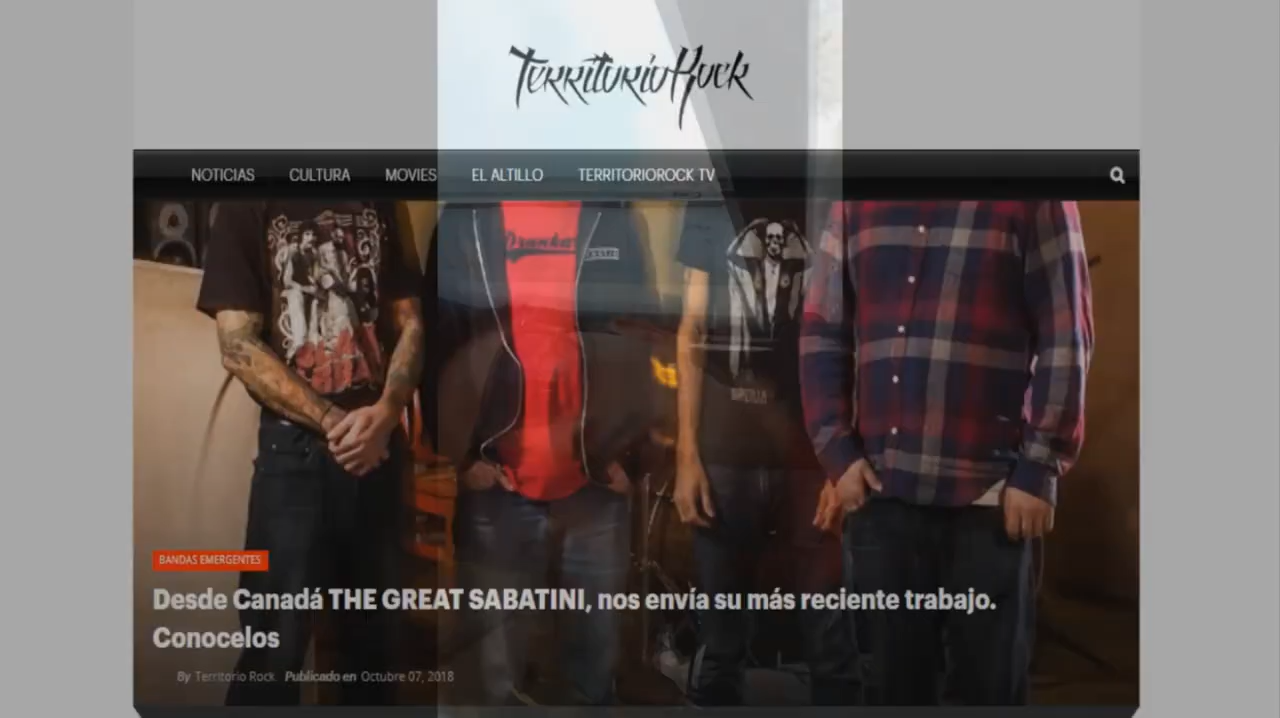 TerritorioRock
NOTICIAS CULTURA MOVIES EL ALTILLO TERRITORIOROCK TV
BANDAS EMERGENTES
Desde Canadá THE GREAT SABATINI, nos envía su más reciente trabajo.
Conocelos
By Territorio Rock Publicado en Octubre 07, 2018